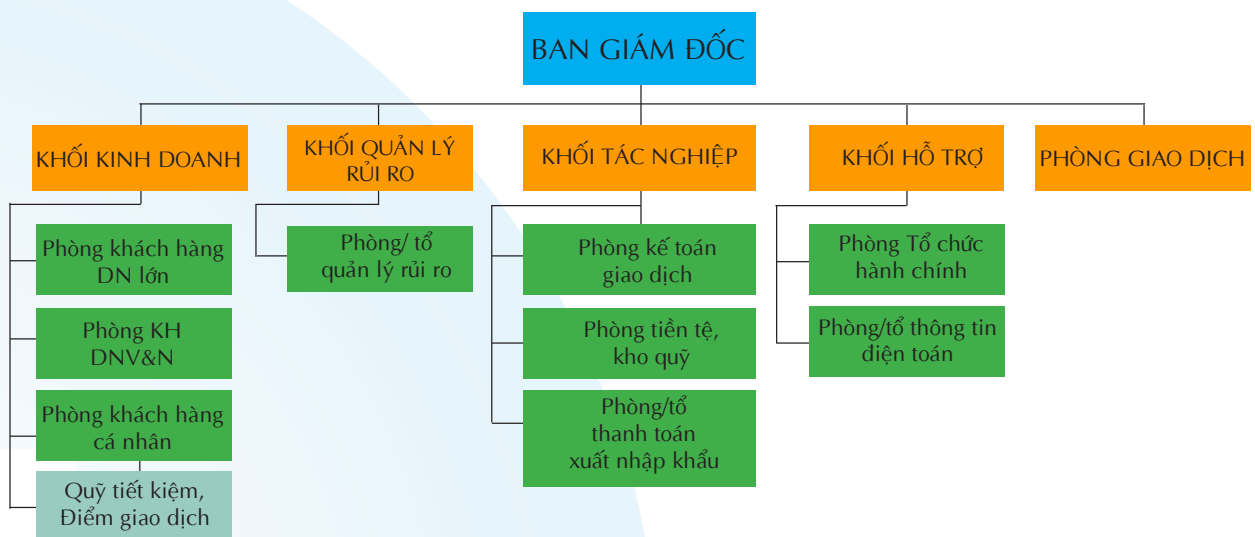 BAN GIÁM ĐỐC
KHỐI KINH DOANH
KHỐI QUẢN LÝ
RỦI RO
KHỐI TÁC NGHIỆP
KHỐI HỖ TRỢ
PHÒNG GIAO DỊCH
Phòng khách hàng
DN lớn
Phòng KH
DNV&N
Phòng khách hàng
cá nhân
Quỹ tiết kiệm,
Điểm giao dịch
Phòng/ tổ
quản lý rủi ro
Phòng kế toán
giao dịch
Phòng tiền tệ,
kho quỹ
Phòng/tổ
thanh toán
xuất nhập khẩu
Phòng Tổ chức
hành chính
Phòng/tổ thông tin
điện toán